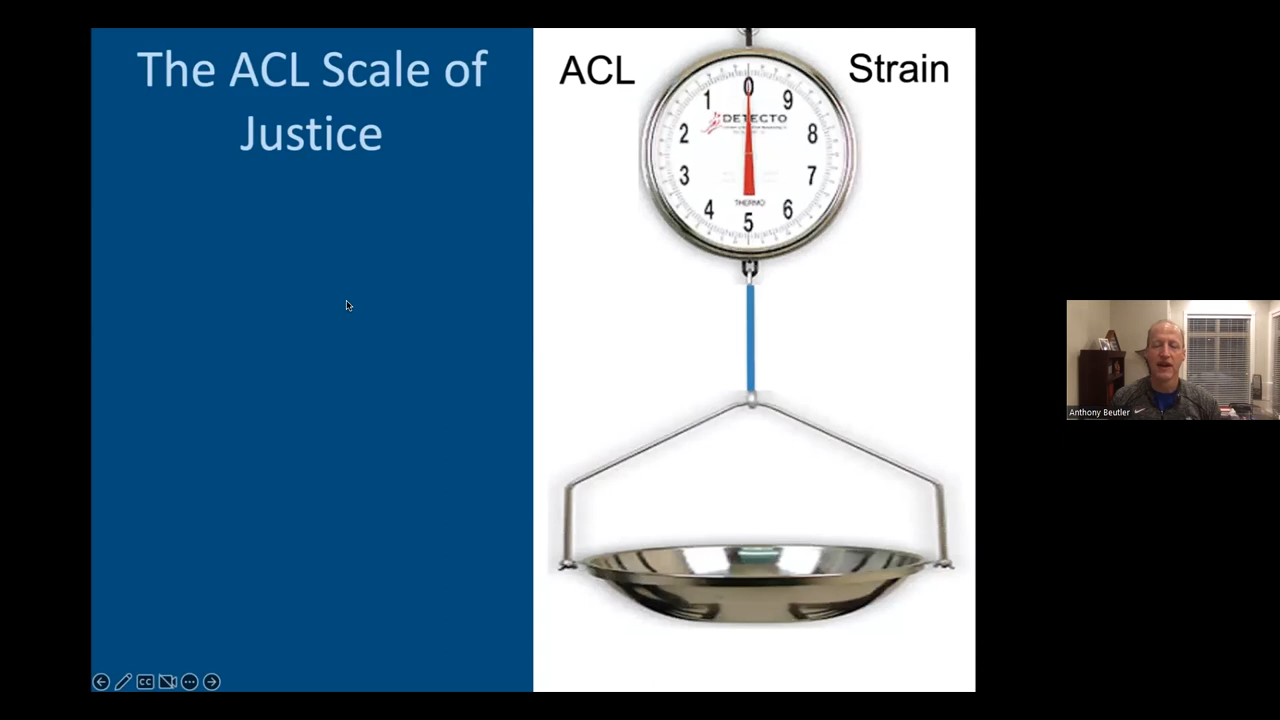 The ACL Scale of
Justice
ACL
Strain
0
1
9
DETECTO
2
8
3
7
THERMO
4
6
5
Anthony Beutler
CC